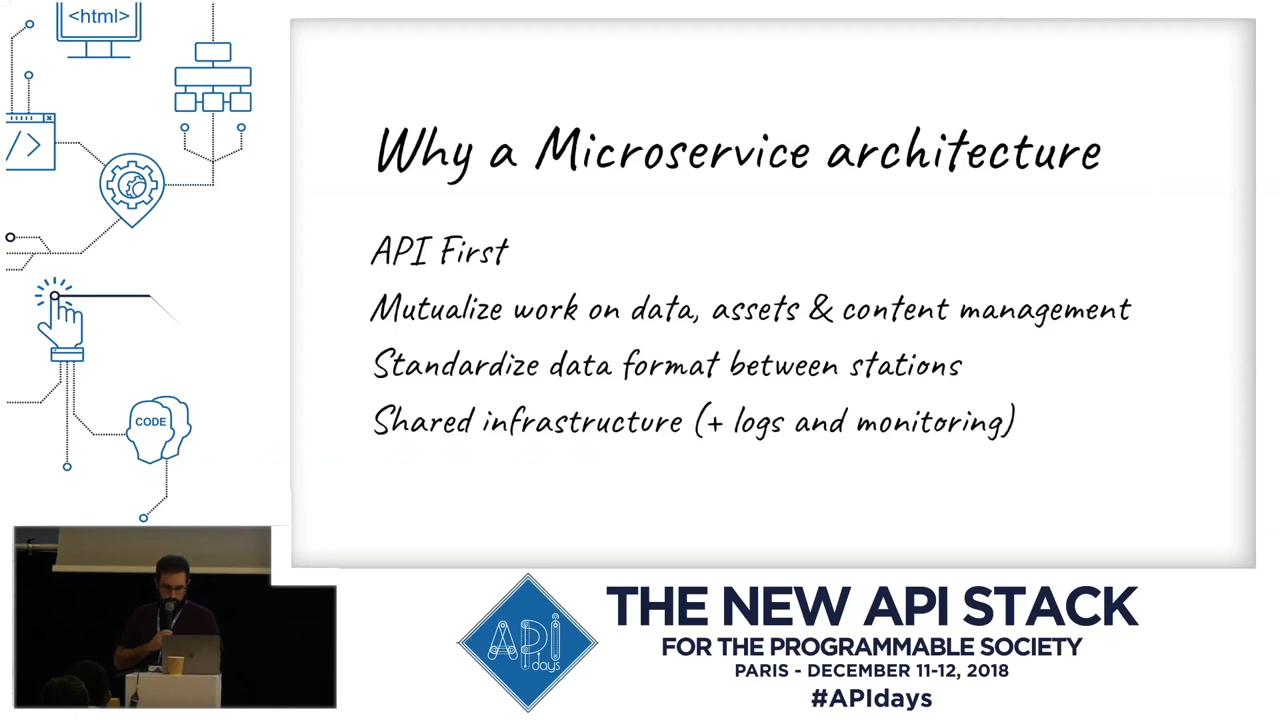 <html>
</>
CODE
Why a Microservice architecture
API First
Mutualize work on data, assets & content management
Standardize data format between stations
Shared infrastructure (+ logs and monitoring)
API
days
THE NEW API STACK
FOR THE PROGRAMMABLE SOCIETY
PARIS - DECEMBER 11-12, 2018
#APIdays